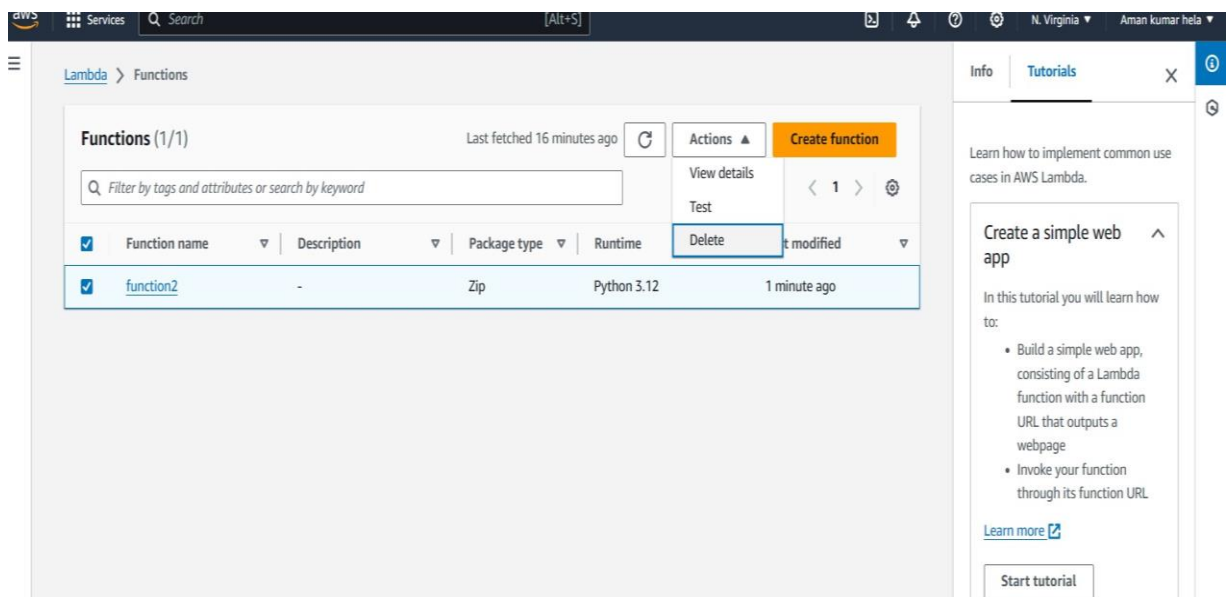 aws Services Search [Alt+S] N. Virginia ▼ Aman kumar hela ▼
Lambda > Functions
Functions (1/1) Last fetched 16 minutes ago Actions ▲ Create function
Filter by tags and attributes or search by keyword
< 1 >
View details
Test
Delete
Function name Description Package type Runtime t modified
function2 - Zip Python 3.12 1 minute ago
Info Tutorials X
Learn how to implement common use
cases in AWS Lambda.
Create a simple web
app
In this tutorial you will learn how
to:
• Build a simple web app,
consisting of a Lambda
function with a function
URL that outputs a
webpage
• Invoke your function
through its function URL
Learn more
Start tutorial